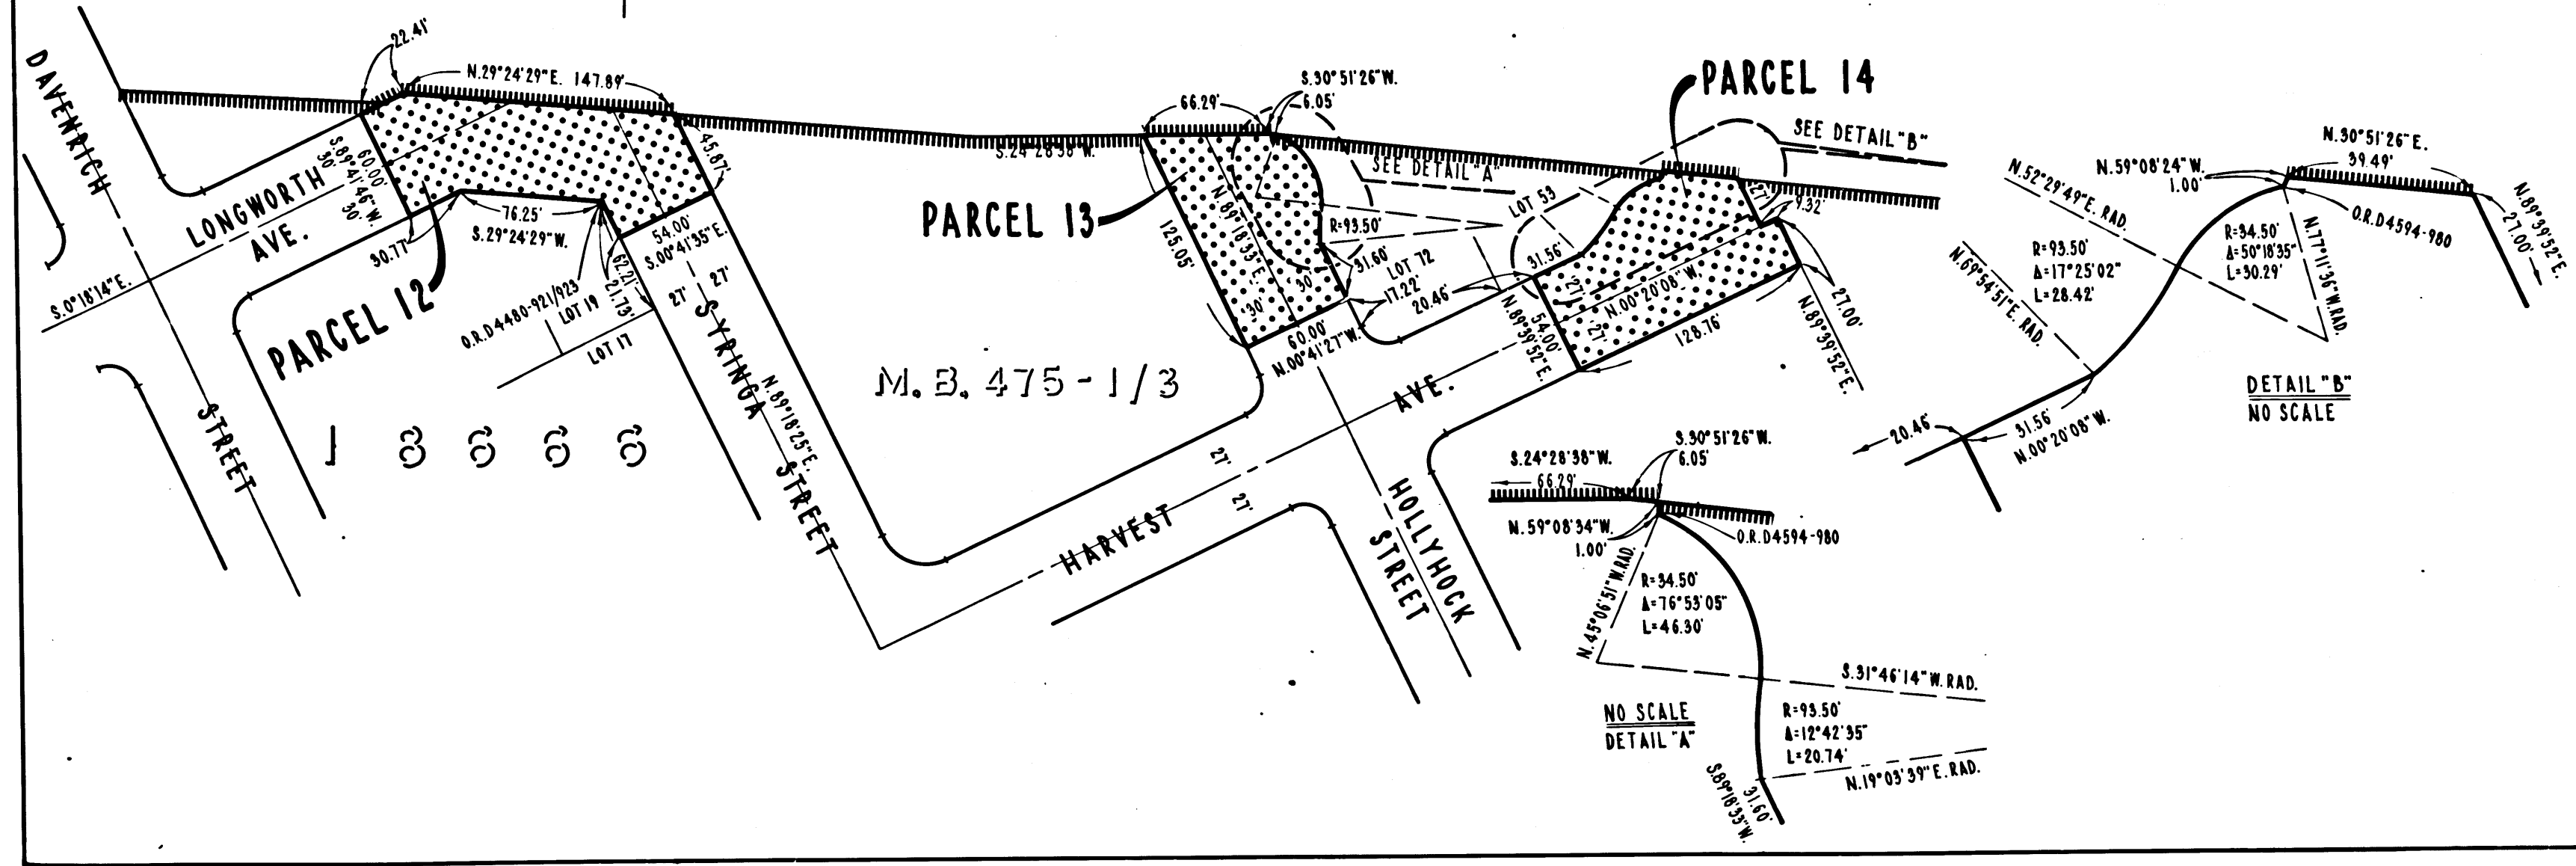 DAVENRICH
STREET
22.41'
N.29°24'29"E. 147.89'
LONGWORTH
AVE.
S.89°41'46"W.
60.00'
30'
30'
S.0°18'14"E.
30.77'
76.25'
S.29°24'29"W.
PARCEL 12
45.87'
54.00'
S.00°41'35"E.
62.21'
21.73'
O.R.D4480-921/923
LOT 19
LOT 17
27'
27'
SYRINGA
STREET
N.89°18'25"E.
1 8 6 6 6
M.B. 475-1/3
S.24°28'38"W.
66.29'
S.30°51'26"W.
6.05'
PARCEL 13
125.05'
N.89°18'33"E.
30'
30'
60.00'
N.00°41'27"W.
SEE DETAIL "A"
R=93.50'
31.60'
LOT 72
17.22'
20.46'
HARVEST
AVE.
27'
27'
HOLLYHOCK
STREET
PARCEL 14
SEE DETAIL "B"
LOT 53
31.56'
27'
9.32'
27'
N.00°20'08"W.
54.00'
27'
N.89°39'52"E.
128.76'
27.00'
N.89°39'52"E.
N.30°51'26"E.
39.49'
N.59°08'24"W.
1.00'
N.52°29'49"E. RAD.
O.R.D4594-980
N.89°39'52"E.
27.00'
R=34.50'
Δ=50°18'35"
L=30.29'
N.77°11'36"W.RAD.
R=93.50'
Δ=17°25'02"
L=28.42'
N.69°54'51"E. RAD.
20.46'
31.56'
N.00°20'08"W.
DETAIL "B"
NO SCALE
S.30°51'26"W.
6.05'
S.24°28'38"W.
66.29'
N.59°08'34"W.
1.00'
O.R.D4594-980
N.45°06'51"W.RAD.
R=34.50'
Δ=76°53'05"
L=46.30'
S.31°46'14"W.RAD.
NO SCALE
DETAIL "A"
R=93.50'
Δ=12°42'35"
L=20.74'
N.19°03'39"E.RAD.
31.60'
S.89°18'33"W.